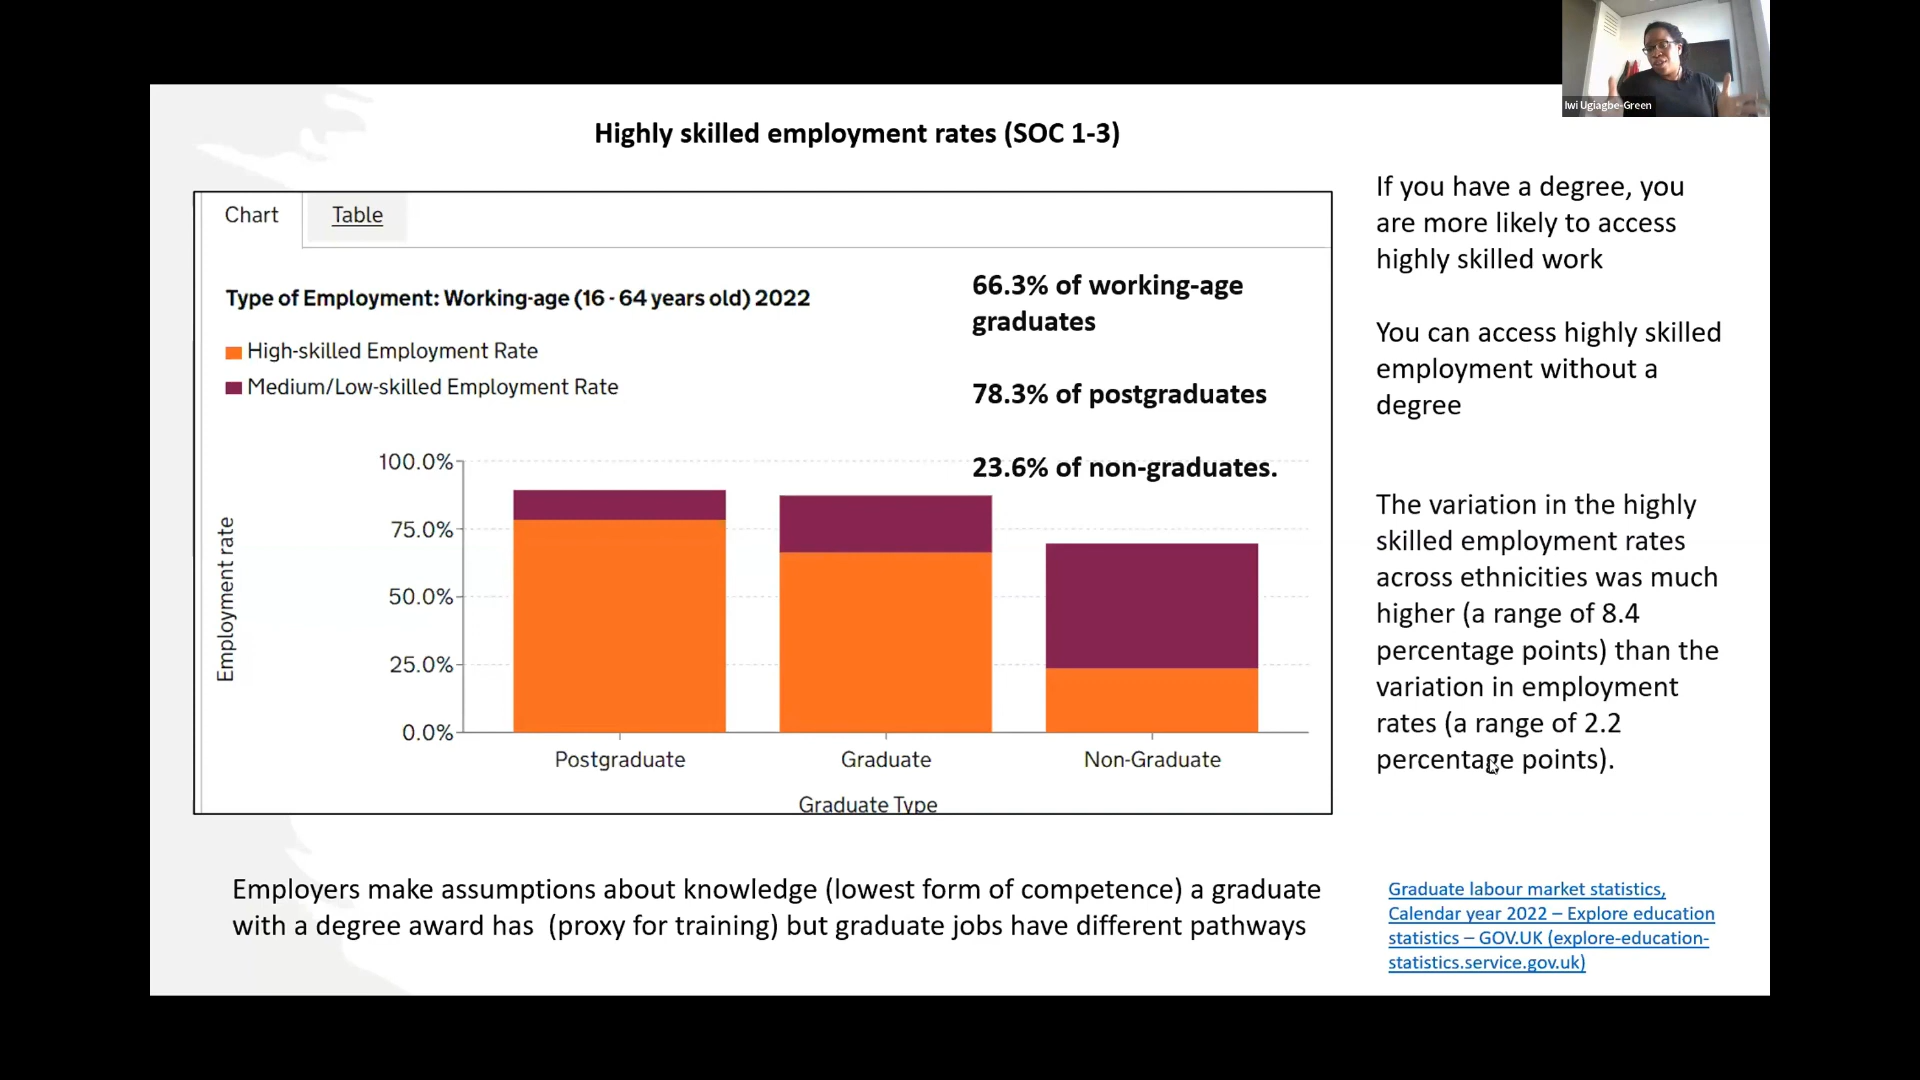 Iwi Ugiagbe-Green
Highly skilled employment rates (SOC 1-3)
Chart
Table
Type of Employment: Working-age (16 - 64 years old) 2022
High-skilled Employment Rate
Medium/Low-skilled Employment Rate
66.3% of working-age
graduates
78.3% of postgraduates
23.6% of non-graduates.
100.0%
75.0%
50.0%
25.0%
0.0%
Employment rate
Postgraduate
Graduate
Non-Graduate
Graduate Type
If you have a degree, you
are more likely to access
highly skilled work
You can access highly skilled
employment without a
degree
The variation in the highly
skilled employment rates
across ethnicities was much
higher (a range of 8.4
percentage points) than the
variation in employment
rates (a range of 2.2
percentage points).
Employers make assumptions about knowledge (lowest form of competence) a graduate
with a degree award has (proxy for training) but graduate jobs have different pathways
Graduate labour market statistics,
Calendar year 2022 – Explore education
statistics – GOV.UK (explore-education-
statistics.service.gov.uk)